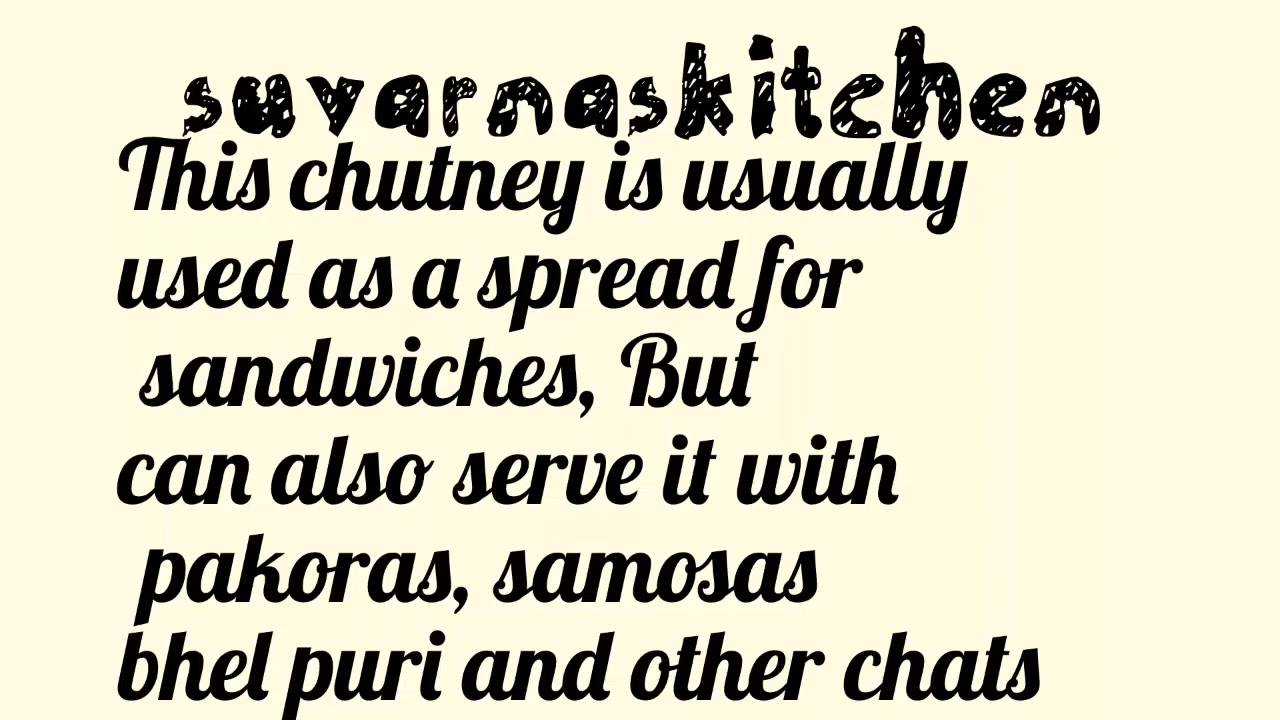 suvarnaskitchen
This chutney is usually
used as a spread for
sandwiches, But
can also serve it with
pakoras, samosas
bhel puri and other chats